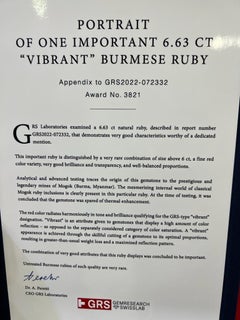 PORTRAIT
OF ONE IMPORTANT 6.63 CT
“VIBRANT” BURMESE RUBY
Appendix to GRS2022-072332
Award No. 3821
GRS Laboratories examined a 6.63 ct natural ruby, described in report number
GRS2022-072332, that demonstrates very good characteristics worthy of a dedicated
mention.
This important ruby is distinguished by a very rare combination of size above 6 ct, a fine red
color variety, very good brilliance and transparency, and well-balanced proportions.
Analytical and advanced testing traces the origin of this gemstone to the prestigious and
legendary mines of Mogok (Burma, Myanmar). The mesmerizing internal world of classical
Mogok ruby inclusions is clearly present in this particular ruby. At the time of testing, it was
concluded that the gemstone was spared of thermal enhancement.
The red color radiates harmoniously in tone and brilliance qualifying for the GRS-type “vibrant”
designation. “Vibrant” is an attribute given to gemstones that display a high amount of color
reflection - as opposed to the separately considered category of color saturation. A “vibrant”
appearance is achieved through the skillful cutting of a gemstone to its optimal proportions,
resulting in greater-than-usual weight loss and a maximized reflection pattern.
The combination of very good attributes that this ruby displays was concluded to be important.
Untreated Burmese rubies of such quality are very rare.
Dr. A. Peretti
CEO GRS Laboratories
GRS GEMRESEARCH
SWISSLAB